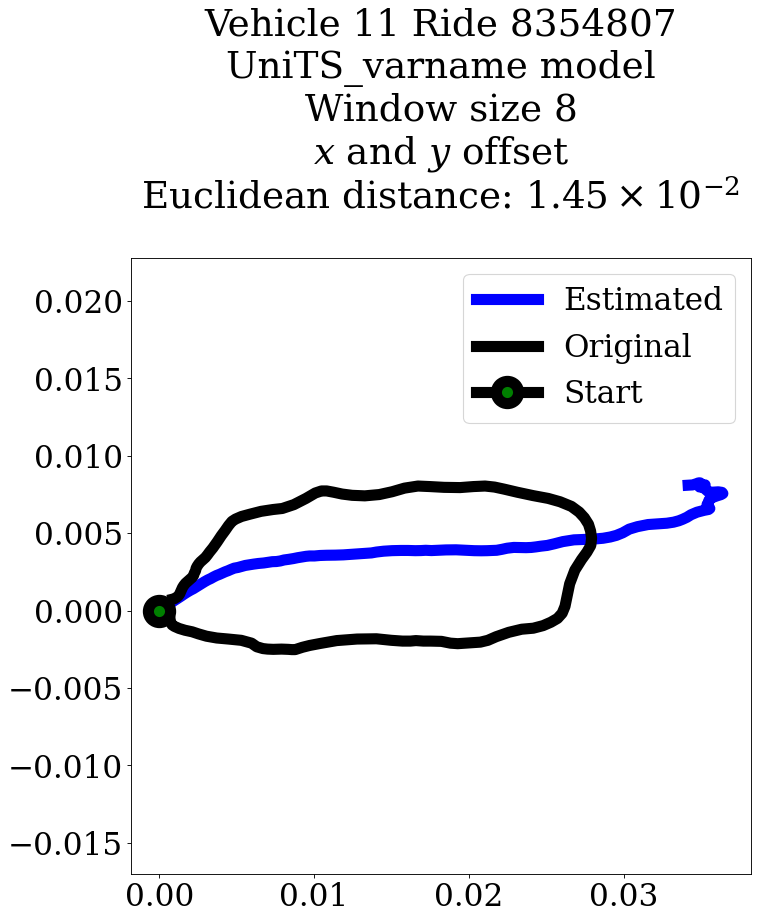 Vehicle 11 Ride 8354807
UniTS_varname model
Window size 8
x and y offset
Euclidean distance: 1.45 × 10⁻²
Estimated
Original
Start
0.020
0.015
0.010
0.005
0.000
−0.005
−0.010
−0.015
0.00 0.01 0.02 0.03